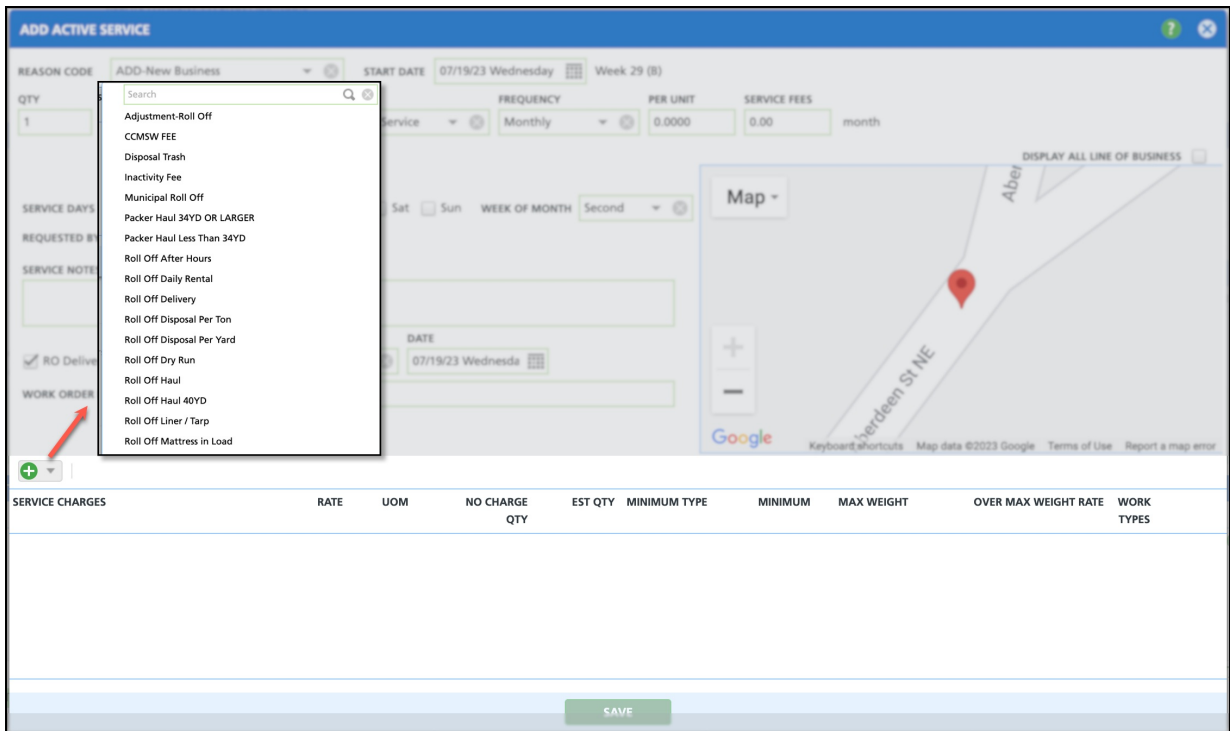 ADD ACTIVE SERVICE ?
REASON CODE ADD-New Business START DATE 07/19/23 Wednesday Week 29 (B)
QTY S FREQUENCY PER UNIT SERVICE FEES
1 Service Monthly 0.0000 0.00 month
Search
Adjustment-Roll Off
CCMSW FEE
Disposal Trash
Inactivity Fee
Municipal Roll Off
Packer Haul 34YD OR LARGER
Packer Haul Less Than 34YD
Roll Off After Hours
Roll Off Daily Rental
Roll Off Delivery
Roll Off Disposal Per Ton
Roll Off Disposal Per Yard
Roll Off Dry Run
Roll Off Haul
Roll Off Haul 40YD
Roll Off Liner / Tarp
Roll Off Mattress in Load
DISPLAY ALL LINE OF BUSINESS
SERVICE DAYS Sat Sun WEEK OF MONTH Second
REQUESTED BY
SERVICE NOTES
DATE
RO Delive 07/19/23 Wednesda
WORK ORDER
Map
Aber
berdeen St NE
Google Keyboard shortcuts Map data ©2023 Google Terms of Use Report a map error
SERVICE CHARGES RATE UOM NO CHARGE QTY EST QTY MINIMUM TYPE MINIMUM MAX WEIGHT OVER MAX WEIGHT RATE WORK TYPES
SAVE